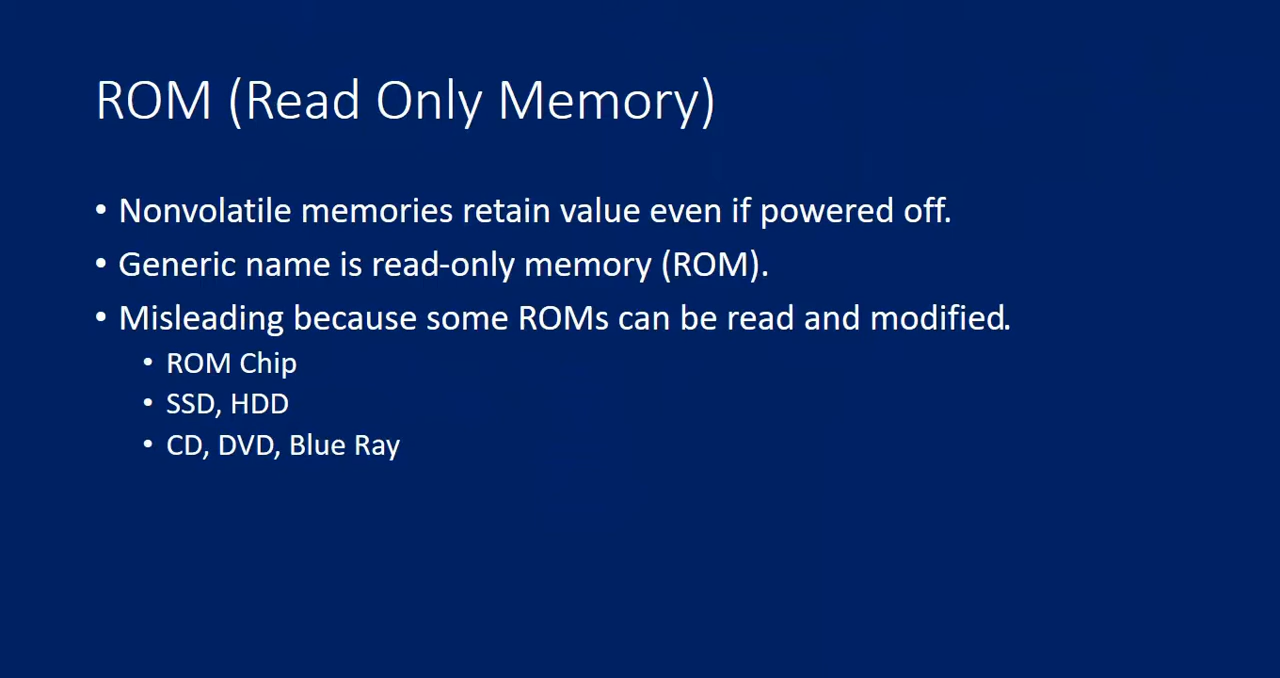 ROM (Read Only Memory)
• Nonvolatile memories retain value even if powered off.
• Generic name is read-only memory (ROM).
• Misleading because some ROMs can be read and modified.
• ROM Chip
• SSD, HDD
• CD, DVD, Blue Ray